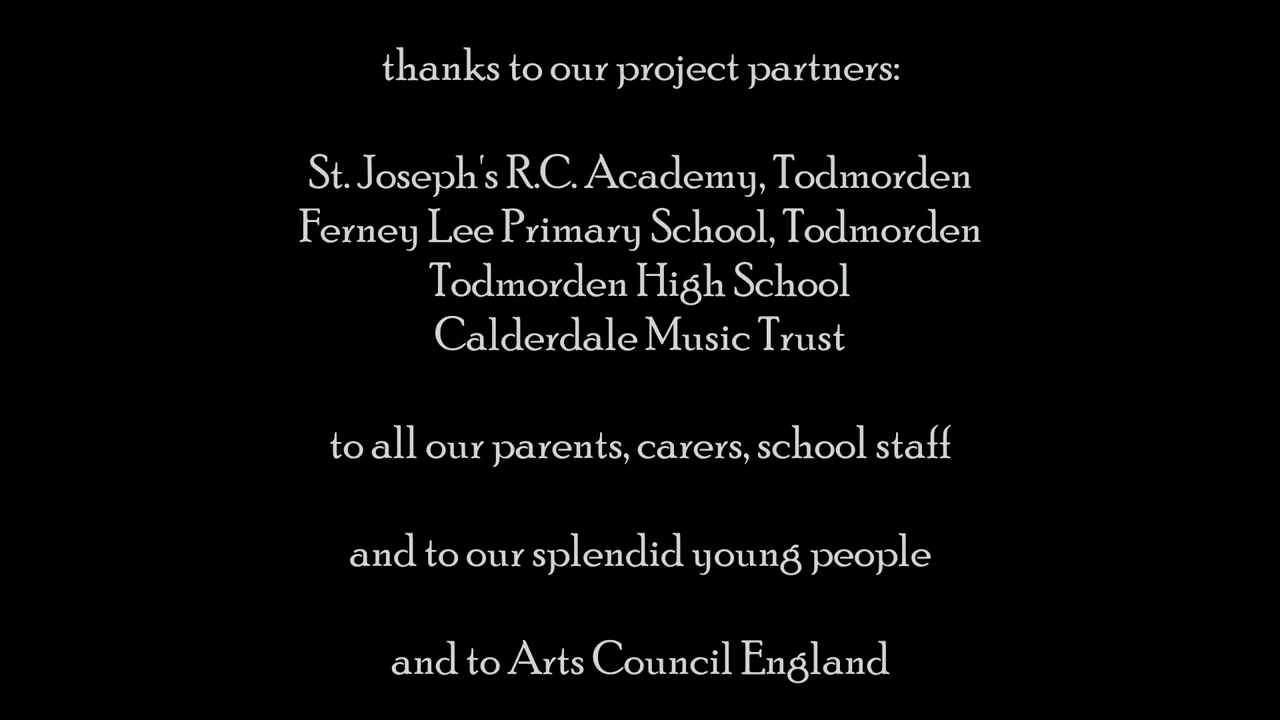 thanks to our project partners:
St. Joseph's R.C. Academy, Todmorden
Ferney Lee Primary School, Todmorden
Todmorden High School
Calderdale Music Trust
to all our parents, carers, school staff
and to our splendid young people
and to Arts Council England